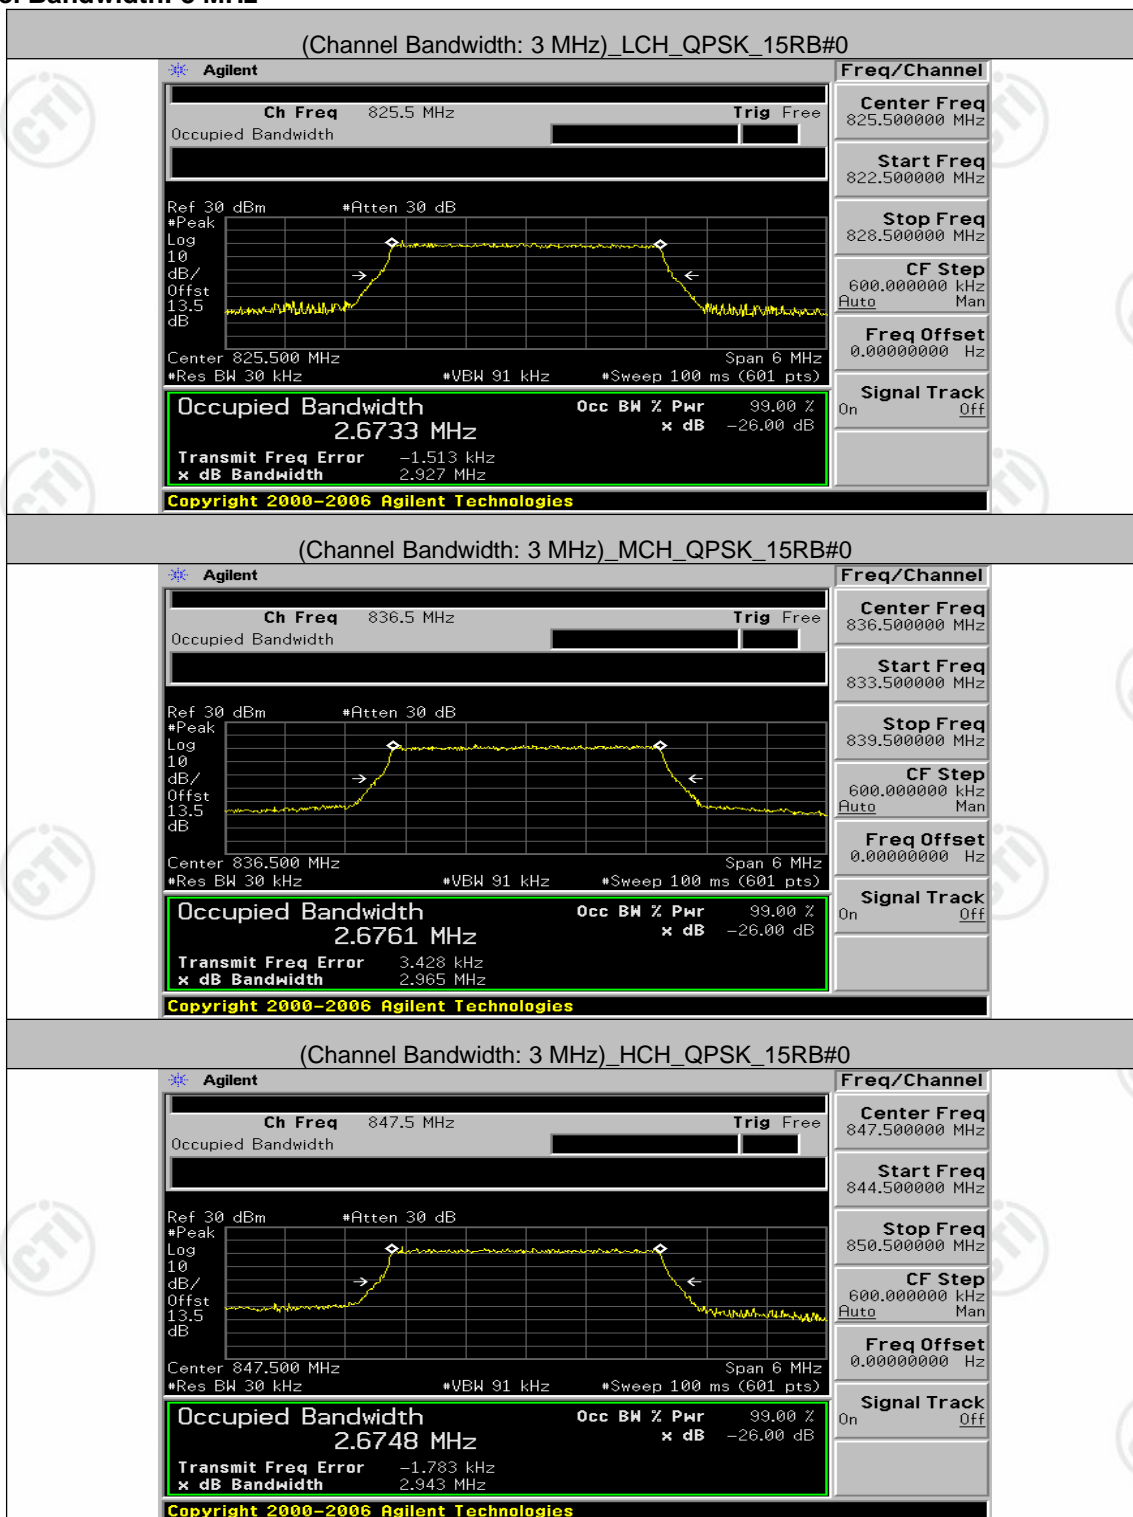 (Channel Bandwidth: 3 MHz)_LCH_QPSK_15RB#0
Agilent
Freq/Channel
Ch Freq 825.5 MHz Trig Free
Occupied Bandwidth
Center Freq
825.500000 MHz
Start Freq
822.500000 MHz
Stop Freq
828.500000 MHz
CF Step
600.000000 kHz
Auto Man
Freq Offset
0.00000000 Hz
Signal Track
On Off
Ref 30 dBm #Atten 30 dB
#Peak
Log
10
dB/
Offst
13.5
dB
Center 825.500 MHz Span 6 MHz
#Res BW 30 kHz #VBW 91 kHz #Sweep 100 ms (601 pts)
Occupied Bandwidth Occ BW % Pwr 99.00 %
2.6733 MHz x dB -26.00 dB
Transmit Freq Error -1.513 kHz
x dB Bandwidth 2.927 MHz
Copyright 2000-2006 Agilent Technologies
(Channel Bandwidth: 3 MHz)_MCH_QPSK_15RB#0
Agilent
Freq/Channel
Ch Freq 836.5 MHz Trig Free
Occupied Bandwidth
Center Freq
836.500000 MHz
Start Freq
833.500000 MHz
Stop Freq
839.500000 MHz
CF Step
600.000000 kHz
Auto Man
Freq Offset
0.00000000 Hz
Signal Track
On Off
Ref 30 dBm #Atten 30 dB
#Peak
Log
10
dB/
Offst
13.5
dB
Center 836.500 MHz Span 6 MHz
#Res BW 30 kHz #VBW 91 kHz #Sweep 100 ms (601 pts)
Occupied Bandwidth Occ BW % Pwr 99.00 %
2.6761 MHz x dB -26.00 dB
Transmit Freq Error 3.428 kHz
x dB Bandwidth 2.965 MHz
Copyright 2000-2006 Agilent Technologies
(Channel Bandwidth: 3 MHz)_HCH_QPSK_15RB#0
Agilent
Freq/Channel
Ch Freq 847.5 MHz Trig Free
Occupied Bandwidth
Center Freq
847.500000 MHz
Start Freq
844.500000 MHz
Stop Freq
850.500000 MHz
CF Step
600.000000 kHz
Auto Man
Freq Offset
0.00000000 Hz
Signal Track
On Off
Ref 30 dBm #Atten 30 dB
#Peak
Log
10
dB/
Offst
13.5
dB
Center 847.500 MHz Span 6 MHz
#Res BW 30 kHz #VBW 91 kHz #Sweep 100 ms (601 pts)
Occupied Bandwidth Occ BW % Pwr 99.00 %
2.6748 MHz x dB -26.00 dB
Transmit Freq Error -1.783 kHz
x dB Bandwidth 2.943 MHz
Copyright 2000-2006 Agilent Technologies
CTI
CTI
CTI
CTI
CTI
CTI
CTI
CTI